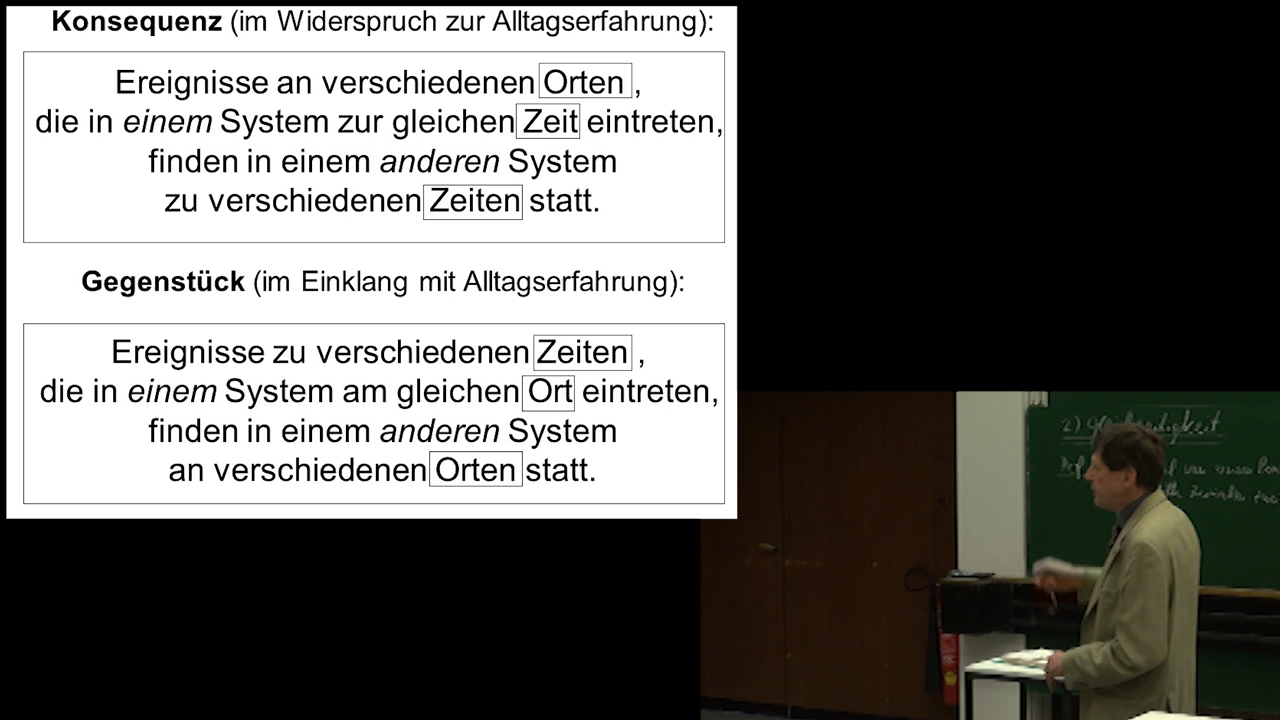 Konsequenz (im Widerspruch zur Alltagserfahrung):
Ereignisse an verschiedenen Orten ,
die in einem System zur gleichen Zeit eintreten,
finden in einem anderen System
zu verschiedenen Zeiten statt.
Gegenstück (im Einklang mit Alltagserfahrung):
Ereignisse zu verschiedenen Zeiten ,
die in einem System am gleichen Ort eintreten,
finden in einem anderen System
an verschiedenen Orten statt.
2) Gleichzeitigkeit